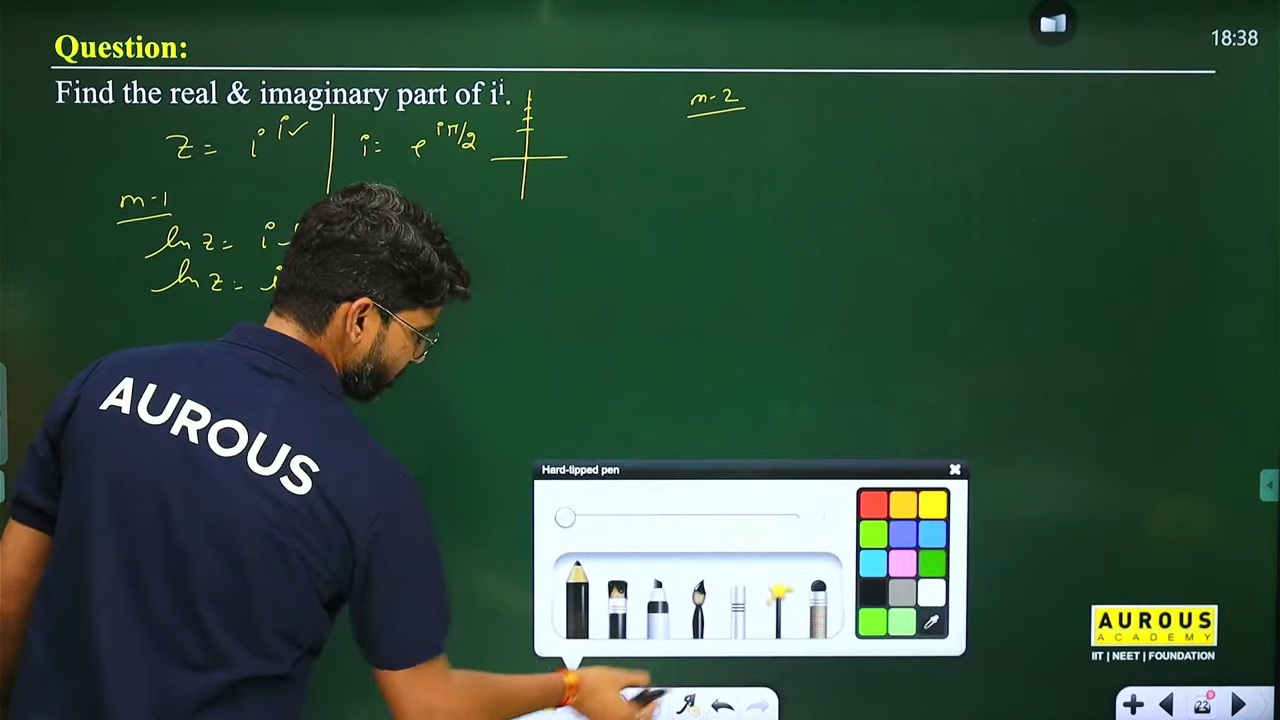 18:38
Question:
Find the real & imaginary part of iⁱ.
m-2
z = i^i ✓ | i = e^iπ/2
m-1
ln z = i
ln z = i
AUROUS
Hard-tipped pen
AUROUS
ACADEMY
IIT | NEET | FOUNDATION
22